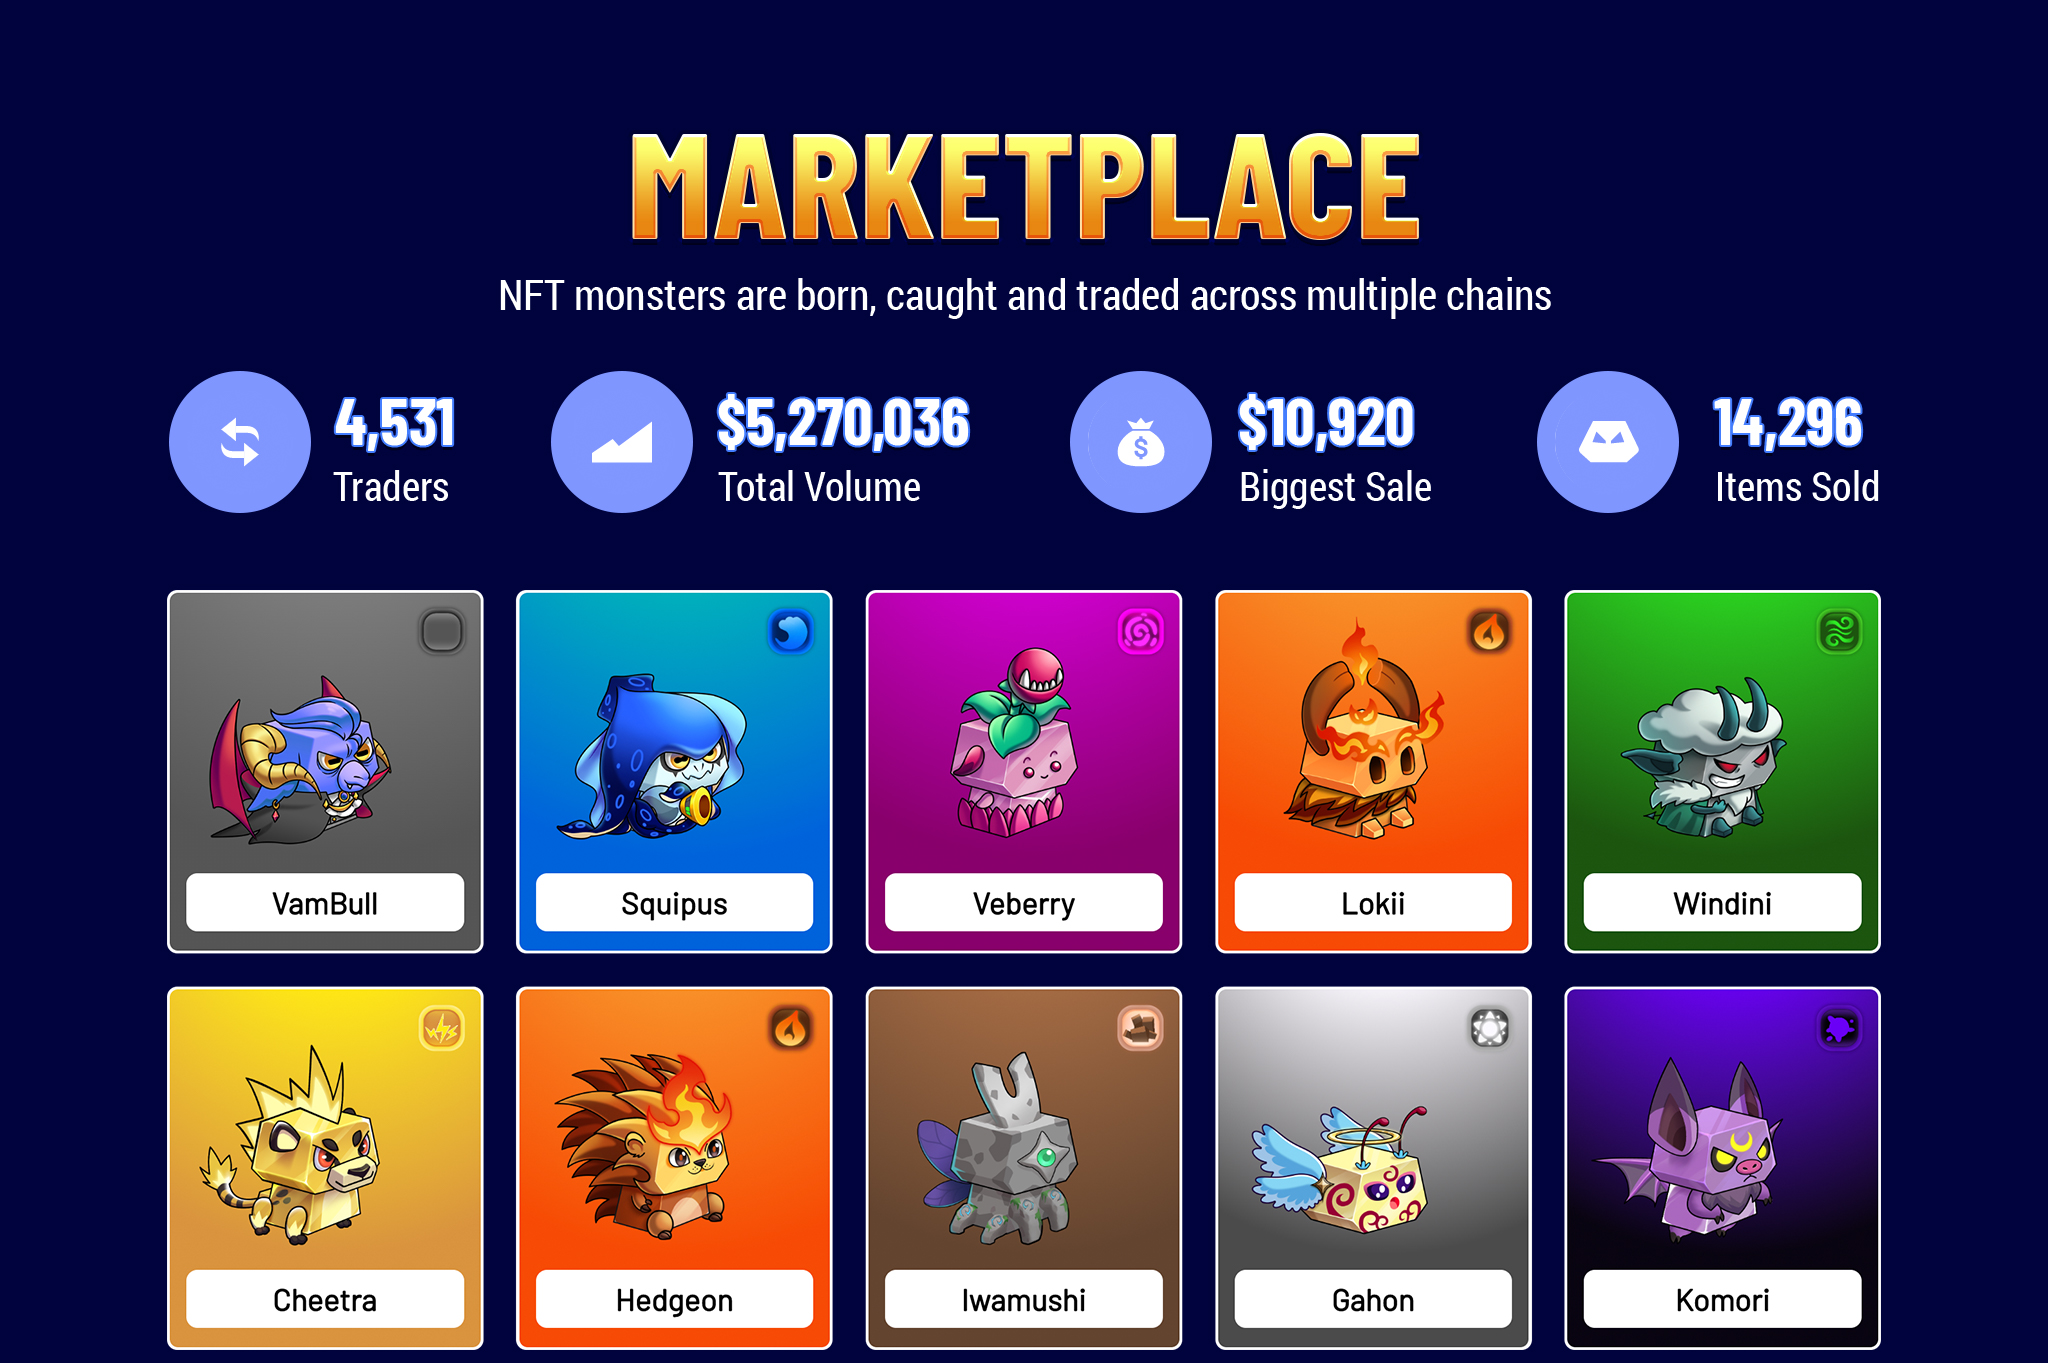 MARKETPLACE
NFT monsters are born, caught and traded across multiple chains
4,531
Traders
$5,270,036
Total Volume
$10,920
Biggest Sale
14,296
Items Sold
VamBull
Squipus
Veberry
Lokii
Windini
Cheetra
Hedgeon
Iwamushi
Gahon
Komori